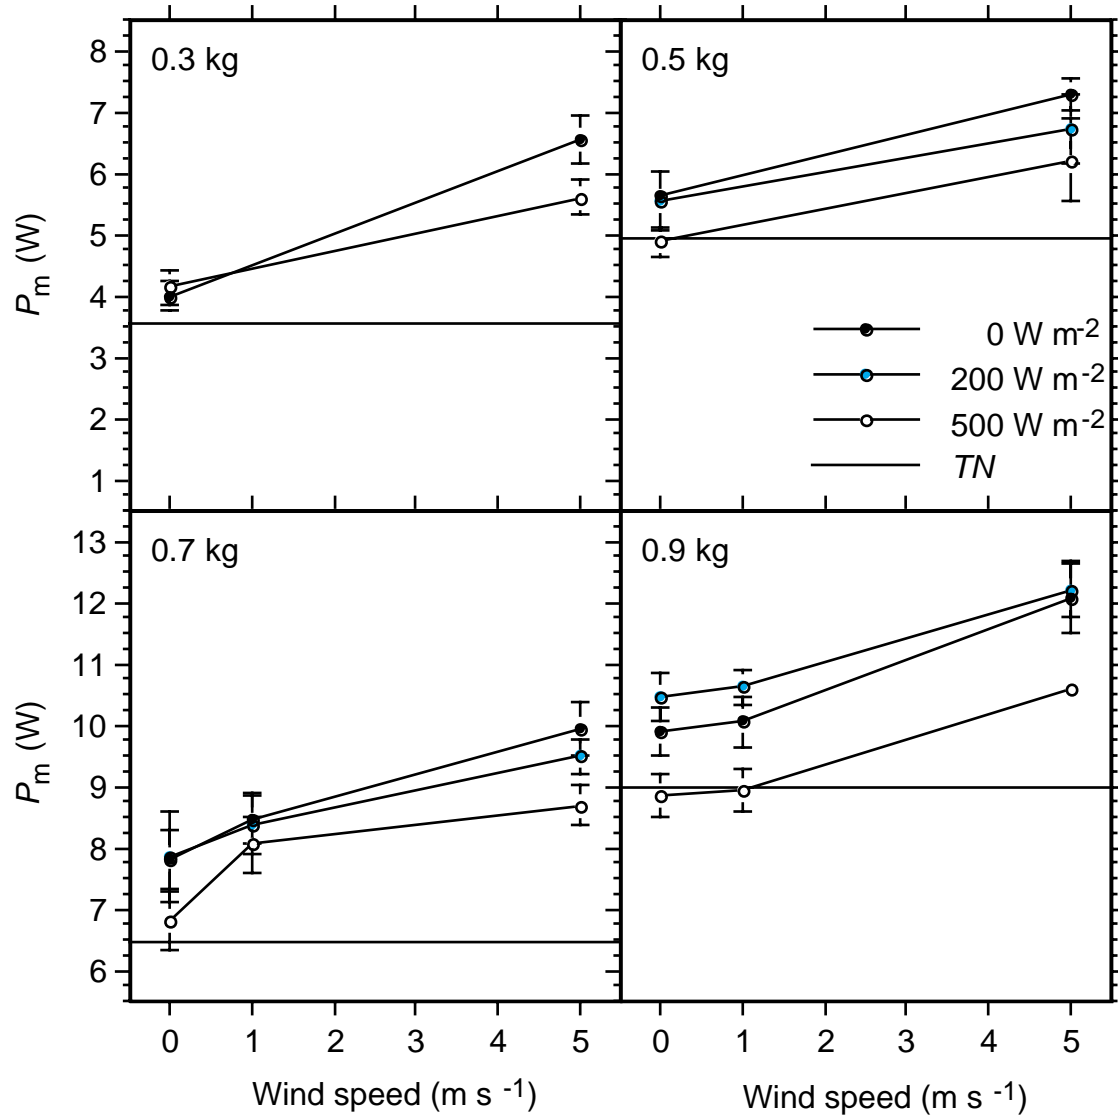 0.3 kg
0.5 kg
8
7
6
5
4
3
2
1
P_m (W)
0 W m^-2
200 W m^-2
500 W m^-2
TN
0.7 kg
0.9 kg
13
12
11
10
9
8
7
6
P_m (W)
0 1 2 3 4 5
0 1 2 3 4 5
Wind speed (m s^-1)
Wind speed (m s^-1)